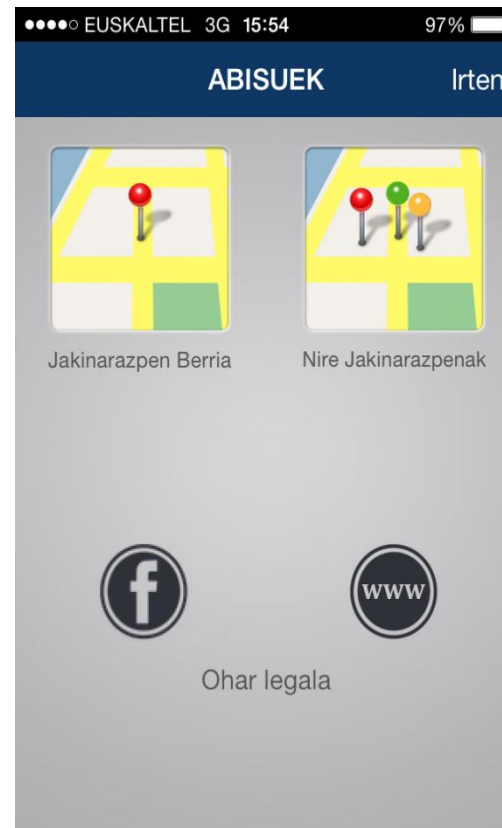 EUSKALTEL 3G 15:54 97%
ABISUEK Irten
Jakinarazpen Berria Nire Jakinarazpenak
f www
Ohar legala